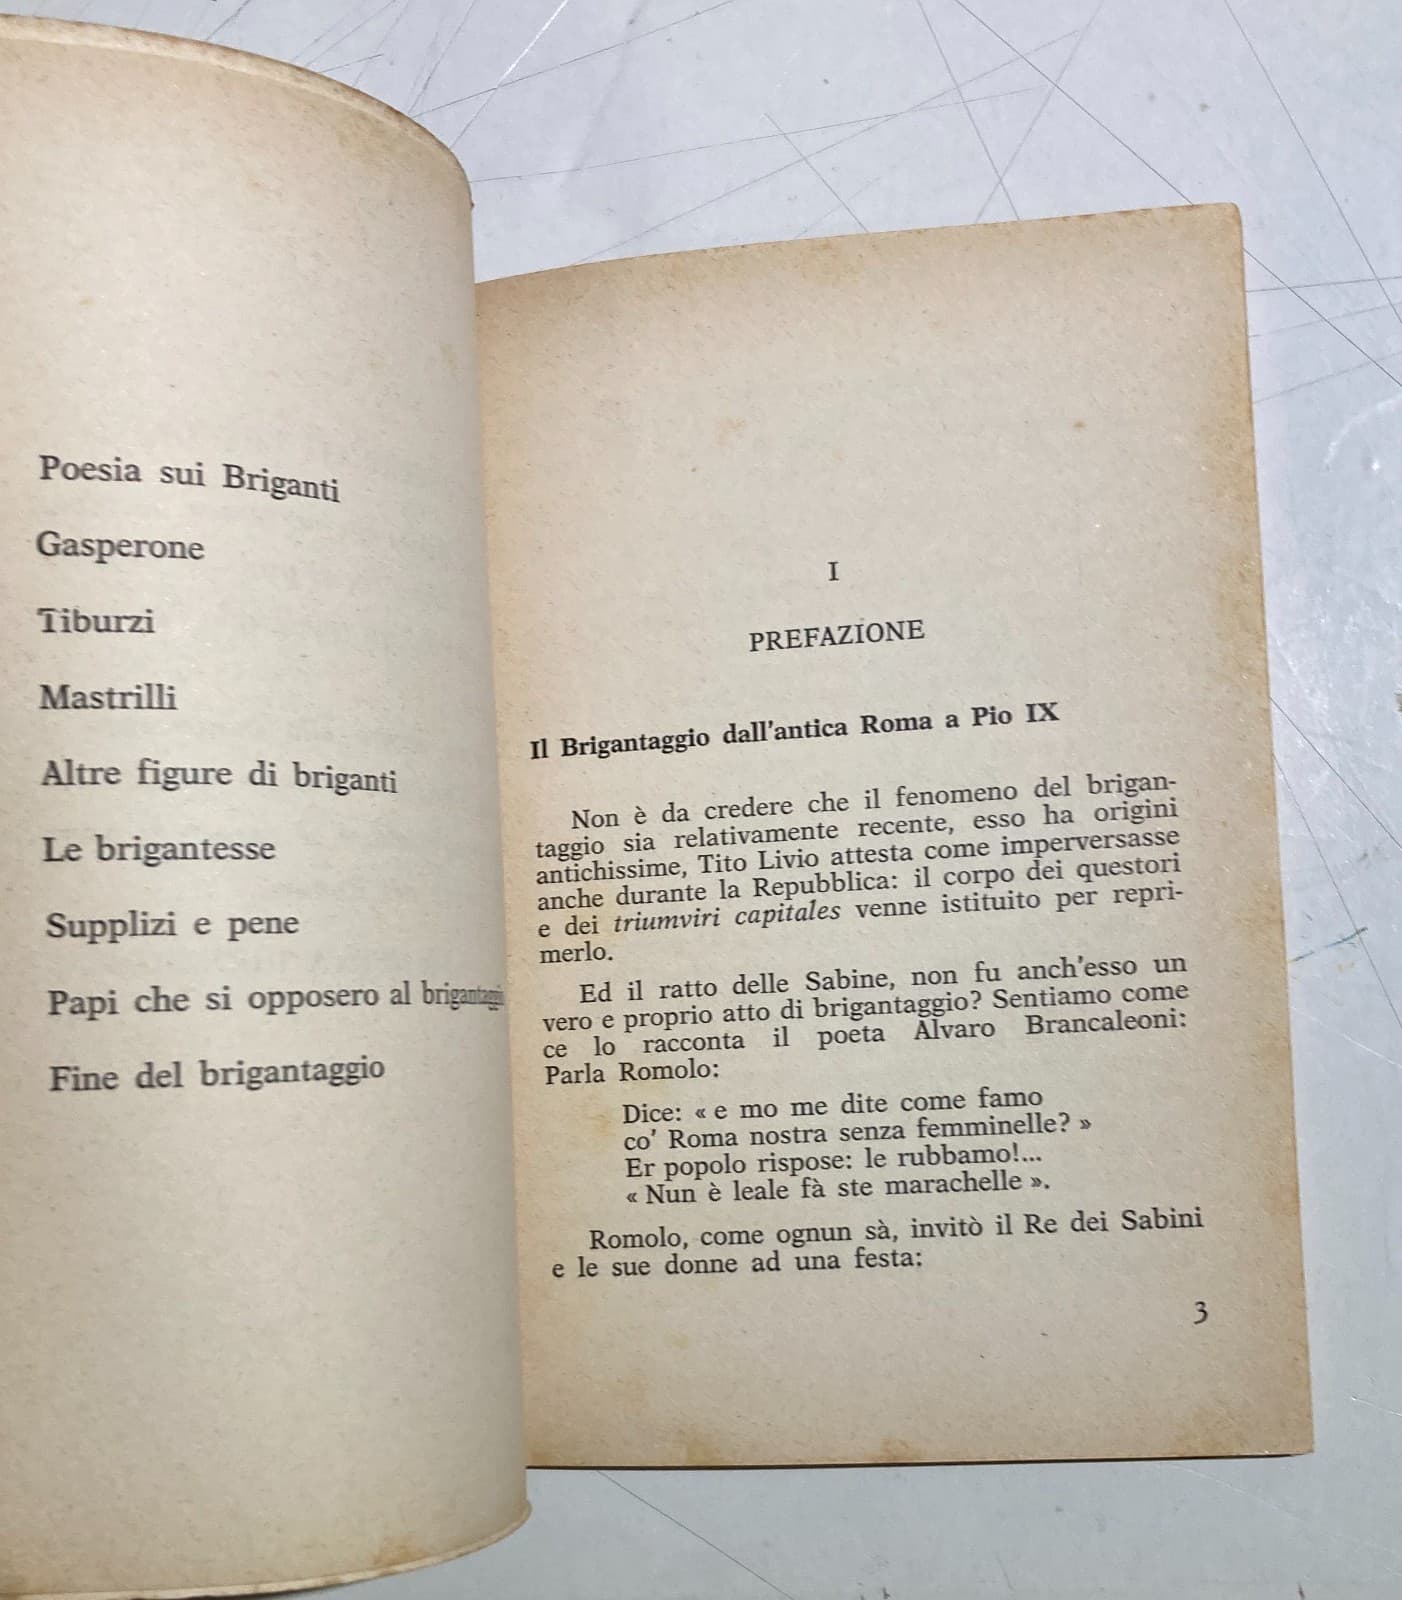 Poesia sui Briganti
Gasperone
Tiburzi
Mastrilli
Altre figure di briganti
Le brigantesse
Supplizi e pene
Papi che si opposero al brigantaggio
Fine del brigantaggio
I
PREFAZIONE
Il Brigantaggio dall'antica Roma a Pio IX
Non è da credere che il fenomeno del brigan-
taggio sia relativamente recente, esso ha origini
antichissime, Tito Livio attesta come imperversasse
anche durante la Repubblica: il corpo dei questori
e dei triumviri capitales venne istituito per repri-
merlo.
Ed il ratto delle Sabine, non fu anch'esso un
vero e proprio atto di brigantaggio? Sentiamo come
ce lo racconta il poeta Alvaro Brancaleoni:
Parla Romolo:
Dice: « e mo me dite come famo
co' Roma nostra senza femminelle? »
Er popolo rispose: le rubbamo!...
« Nun è leale fà ste marachelle ».
Romolo, come ognun sà, invitò il Re dei Sabini
e le sue donne ad una festa:
3